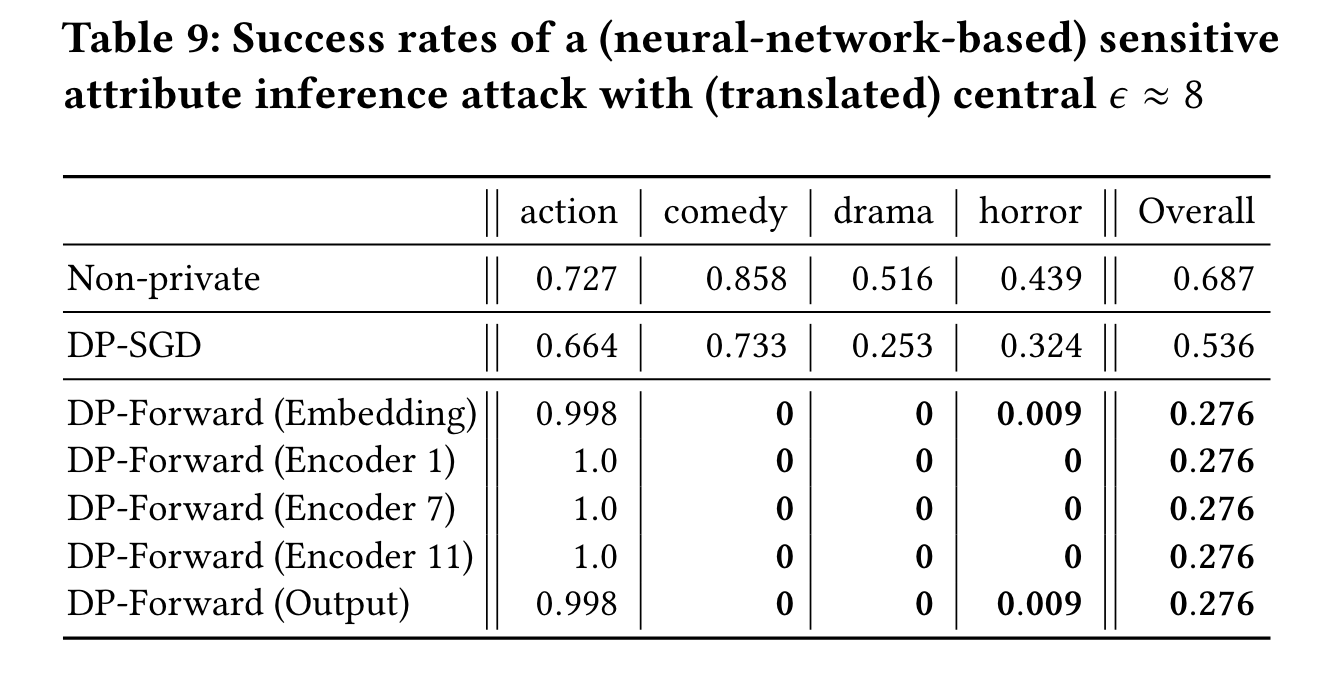 Table 9: Success rates of a (neural-network-based) sensitive
attribute inference attack with (translated) central ϵ ≈ 8
action comedy drama horror Overall
Non-private 0.727 0.858 0.516 0.439 0.687
DP-SGD 0.664 0.733 0.253 0.324 0.536
DP-Forward (Embedding) 0.998 0 0 0.009 0.276
DP-Forward (Encoder 1) 1.0 0 0 0 0.276
DP-Forward (Encoder 7) 1.0 0 0 0 0.276
DP-Forward (Encoder 11) 1.0 0 0 0 0.276
DP-Forward (Output) 0.998 0 0 0.009 0.276